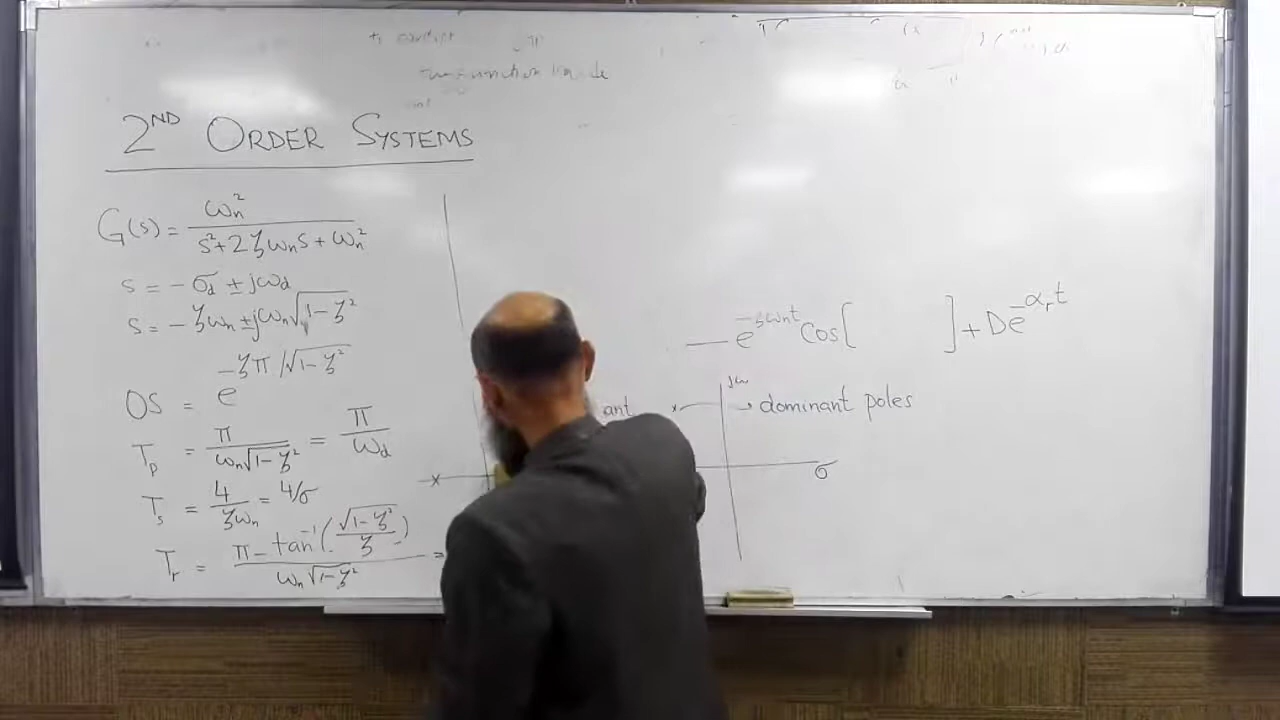 2ND ORDER SYSTEMS
G(s) = ωn² / s² + 2ζωns + ωn²
s = -σd ± jωd
s = -ζωn ± jωn√1-ζ²
OS = e^-ζπ/√1-ζ²
Tp = π / ωn√1-ζ² = π / ωd
Ts = 4 / ζωn = 4/σ
Tr = π - tan⁻¹(√1-ζ² / ζ) / ωn√1-ζ² =
e^-ζωnt Cos[ ] + De^-αrt
jω
ant x → dominant poles
x
σ